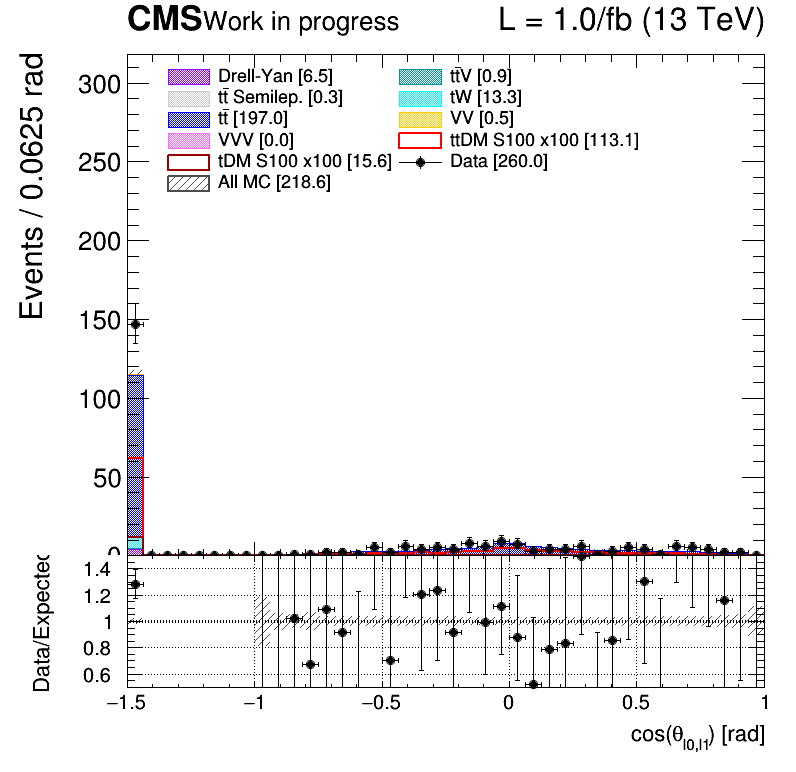 CMS Work in progress L = 1.0/fb (13 TeV)
Events / 0.0625 rad
Drell-Yan [6.5] tt̄V [0.9]
tt̄ Semilep. [0.3] tW [13.3]
tt̄ [197.0] VV [0.5]
VVV [0.0] ttDM S100 x100 [113.1]
tDM S100 x100 [15.6] Data [260.0]
All MC [218.6]
300
250
200
150
100
50
0
Data/Expected
1.4
1.2
1
0.8
0.6
−1.5 −1 −0.5 0 0.5 1
cos(θ_l0,l1) [rad]